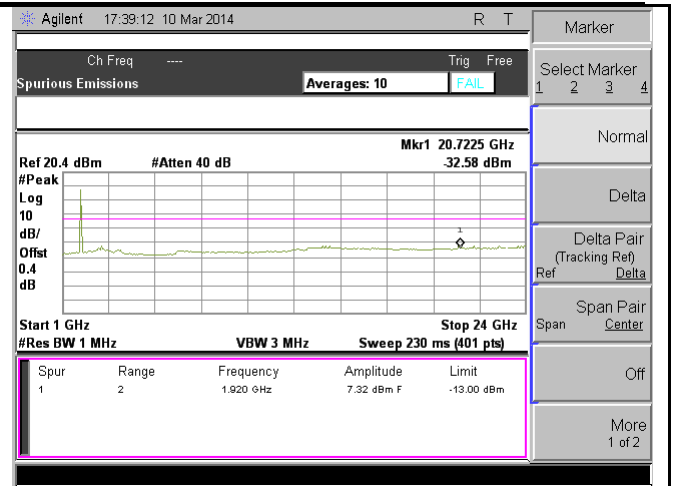 Agilent 17:39:12 10 Mar 2014 R T
Ch Freq ---- Trig Free
Spurious Emissions Averages: 10 FAIL
Mkr1 20.7225 GHz
Ref 20.4 dBm #Atten 40 dB -32.58 dBm
#Peak
Log
10
dB/
Offst
0.4
dB
1
Start 1 GHz Stop 24 GHz
#Res BW 1 MHz VBW 3 MHz Sweep 230 ms (401 pts)
Spur Range Frequency Amplitude Limit
1 2 1.920 GHz 7.32 dBm F -13.00 dBm
Marker
Select Marker
1 2 3 4
Normal
Delta
Delta Pair
(Tracking Ref)
Ref Delta
Span Pair
Span Center
Off
More
1 of 2